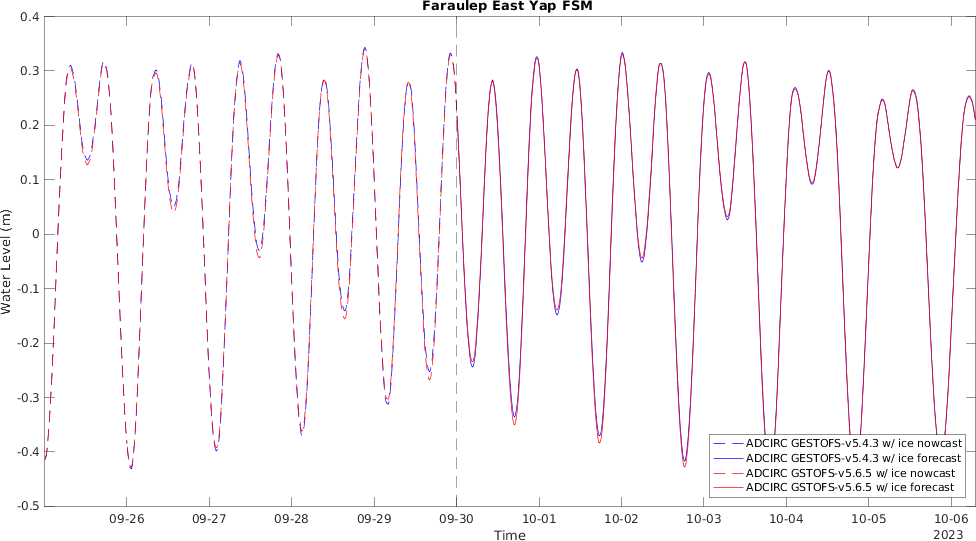 Faraulep East Yap FSM
0.4
0.3
0.2
0.1
0
-0.1
-0.2
-0.3
-0.4
-0.5
Water Level (m)
09-26 09-27 09-28 09-29 09-30 10-01 10-02 10-03 10-04 10-05 10-06
2023
Time
ADCIRC GESTOFS-v5.4.3 w/ ice nowcast
ADCIRC GESTOFS-v5.4.3 w/ ice forecast
ADCIRC GSTOFS-v5.6.5 w/ ice nowcast
ADCIRC GSTOFS-v5.6.5 w/ ice forecast